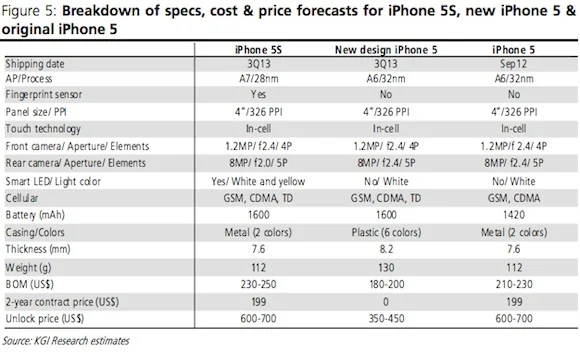 Figure 5: Breakdown of specs, cost & price forecasts for iPhone 5S, new iPhone 5 &
original iPhone 5
iPhone 5S New design iPhone 5 iPhone 5
Shipping date 3Q13 3Q13 Sep12
AP/Process A7/28nm A6/32nm A6/32nm
Fingerprint sensor Yes No No
Panel size/ PPI 4"/326 PPI 4"/326 PPI 4"/326 PPI
Touch technology In-cell In-cell In-cell
Front camera/ Aperture/ Elements 1.2MP/ f2.4/ 4P 1.2MP/ f2.4/ 4P 1.2MP/f 2.4/ 4P
Rear camera/ Aperture/ Elements 8MP/ f2.0/ 5P 8MP/ f2.4/ 5P 8MP/ f2.4/ 5P
Smart LED/ Light color Yes/ White and yellow No/ White No/ White
Cellular GSM, CDMA, TD GSM, CDMA, TD GSM, CDMA
Battery (mAh) 1600 1600 1420
Casing/Colors Metal (2 colors) Plastic (6 colors) Metal (2 colors)
Thickness (mm) 7.6 8.2 7.6
Weight (g) 112 130 112
BOM (US$) 230-250 180-200 210-230
2-year contract price (US$) 199 0 199
Unlock price (US$) 600-700 350-450 600-700
Source: KGI Research estimates